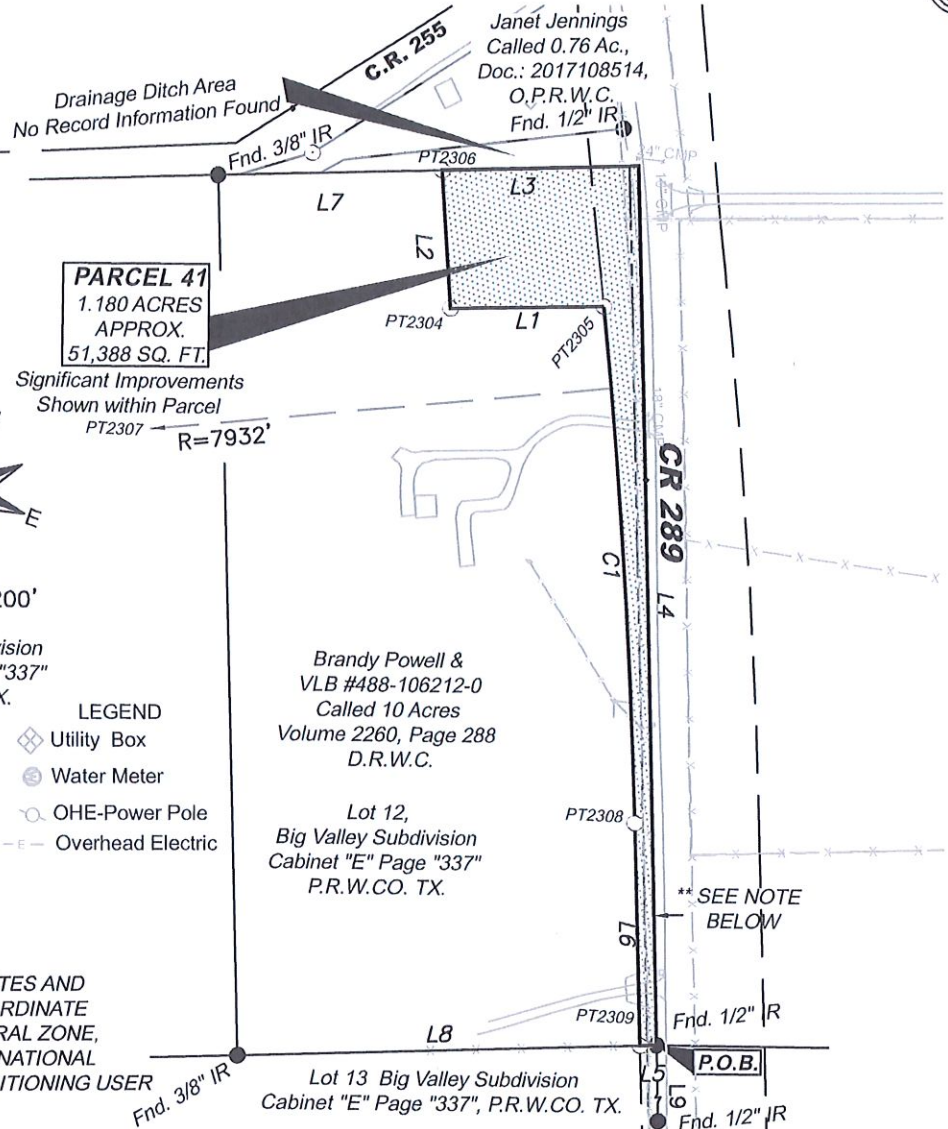 Janet Jennings
Called 0.76 Ac.,
Doc.: 2017108514,
O.P.R.W.C.
C.R. 255
Drainage Ditch Area
No Record Information Found
Fnd. 1/2" IR
Fnd. 3/8" IR
PT2306
24" CMP
18" CMP
L3
L7
L2
PARCEL 41
1.180 ACRES
APPROX.
51,388 SQ. FT.
PT2304
L1
PT2305
Significant Improvements
Shown within Parcel
PT2307
R=7932'
CR 289
E
C1
L4
200'
"337"
X.
Brandy Powell &
VLB #488-106212-0
Called 10 Acres
Volume 2260, Page 288
D.R.W.C.
LEGEND
Utility Box
Water Meter
OHE-Power Pole
E Overhead Electric
Lot 12,
Big Valley Subdivision
Cabinet "E" Page "337"
P.R.W.CO. TX.
PT2308
** SEE NOTE
BELOW
L6
TES AND
RDINATE
RAL ZONE,
NATIONAL
ITIONING USER
PT2309
Fnd. 1/2" IR
L8
P.O.B.
Fnd. 3/8" IR
Lot 13 Big Valley Subdivision
Cabinet "E" Page "337", P.R.W.CO. TX.
L5
L9
Fnd. 1/2" IR